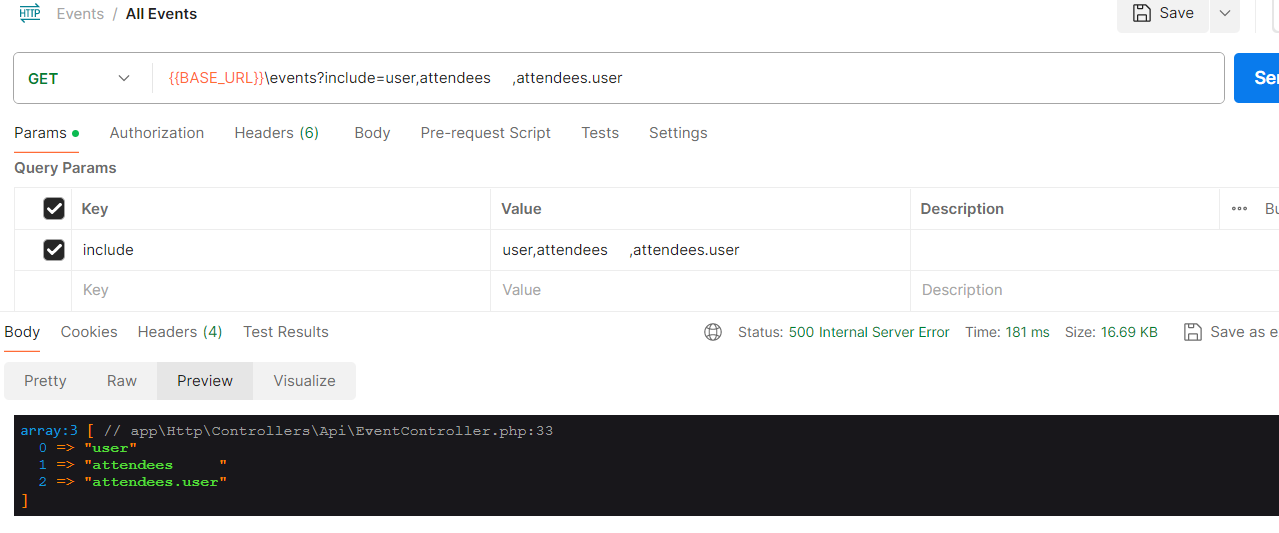 HTTP Events / All Events Save
GET {{BASE_URL}}\events?include=user,attendees     ,attendees.user
Params Authorization Headers (6) Body Pre-request Script Tests Settings
Query Params
Key Value Description
include user,attendees     ,attendees.user
Key Value Description
Body Cookies Headers (4) Test Results Status: 500 Internal Server Error Time: 181 ms Size: 16.69 KB Save as e
Pretty Raw Preview Visualize
array:3 [ // app\Http\Controllers\Api\EventController.php:33
  0 => "user"
  1 => "attendees     "
  2 => "attendees.user"
]